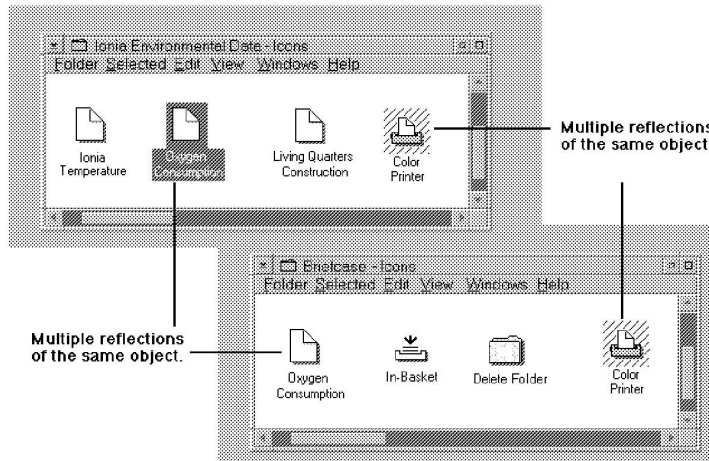 Ionia Environmental Data - Icons
Folder Selected Edit View Windows Help
Ionia
Temperature
Oxygen
Consumption
Living Quarters
Construction
Color
Printer
Multiple reflections
of the same object
Briefcase - Icons
Folder Selected Edit View Windows Help
Multiple reflections
of the same object.
Oxygen
Consumption
In-Basket
Delete Folder
Color
Printer